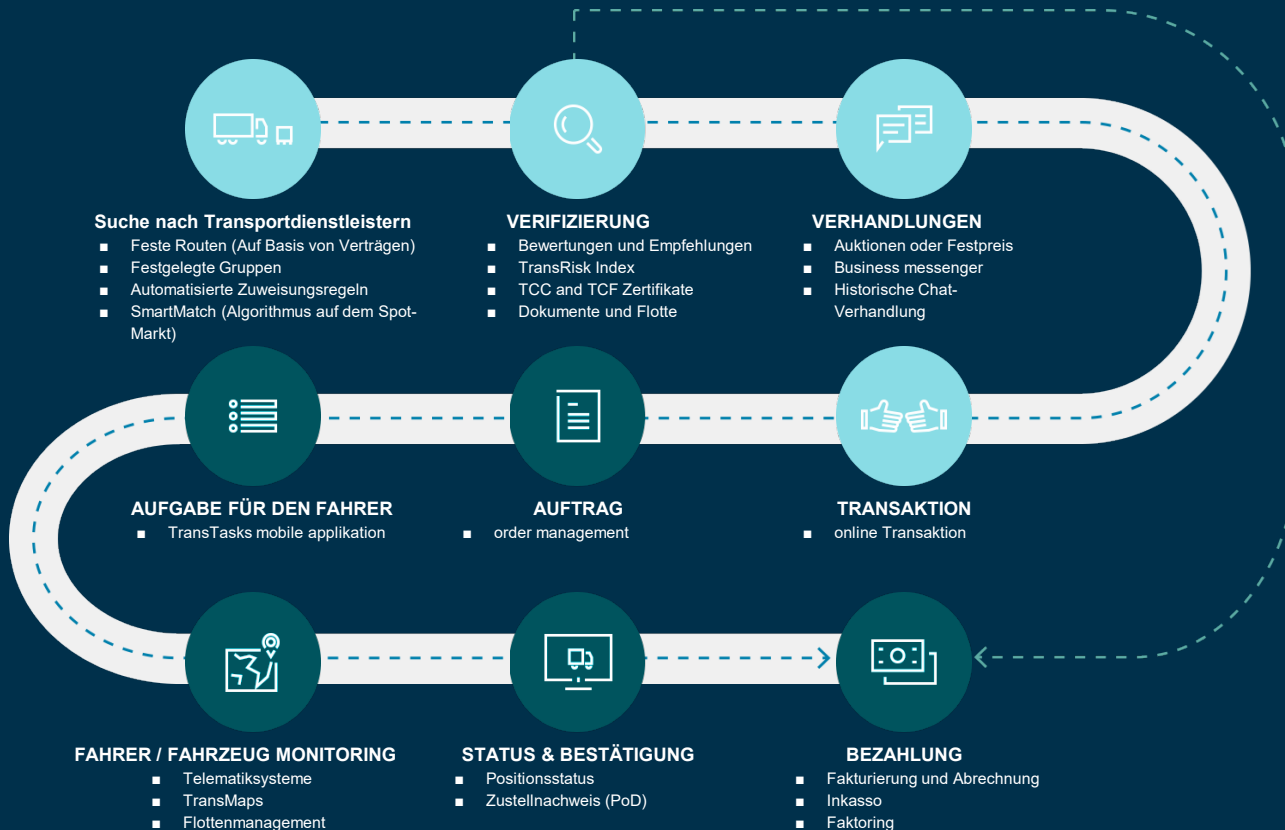 Suche nach Transportdienstleistern
■ Feste Routen (Auf Basis von Verträgen)
■ Festgelegte Gruppen
■ Automatisierte Zuweisungsregeln
■ SmartMatch (Algorithmus auf dem Spot-
Markt)
VERIFIZIERUNG
■ Bewertungen und Empfehlungen
■ TransRisk Index
■ TCC and TCF Zertifikate
■ Dokumente und Flotte
VERHANDLUNGEN
■ Auktionen oder Festpreis
■ Business messenger
■ Historische Chat-
Verhandlung
AUFGABE FÜR DEN FAHRER
■ TransTasks mobile applikation
AUFTRAG
■ order management
TRANSAKTION
■ online Transaktion
FAHRER / FAHRZEUG MONITORING
■ Telematiksysteme
■ TransMaps
■ Flottenmanagement
STATUS & BESTÄTIGUNG
■ Positionsstatus
■ Zustellnachweis (PoD)
BEZAHLUNG
■ Fakturierung und Abrechnung
■ Inkasso
■ Faktoring